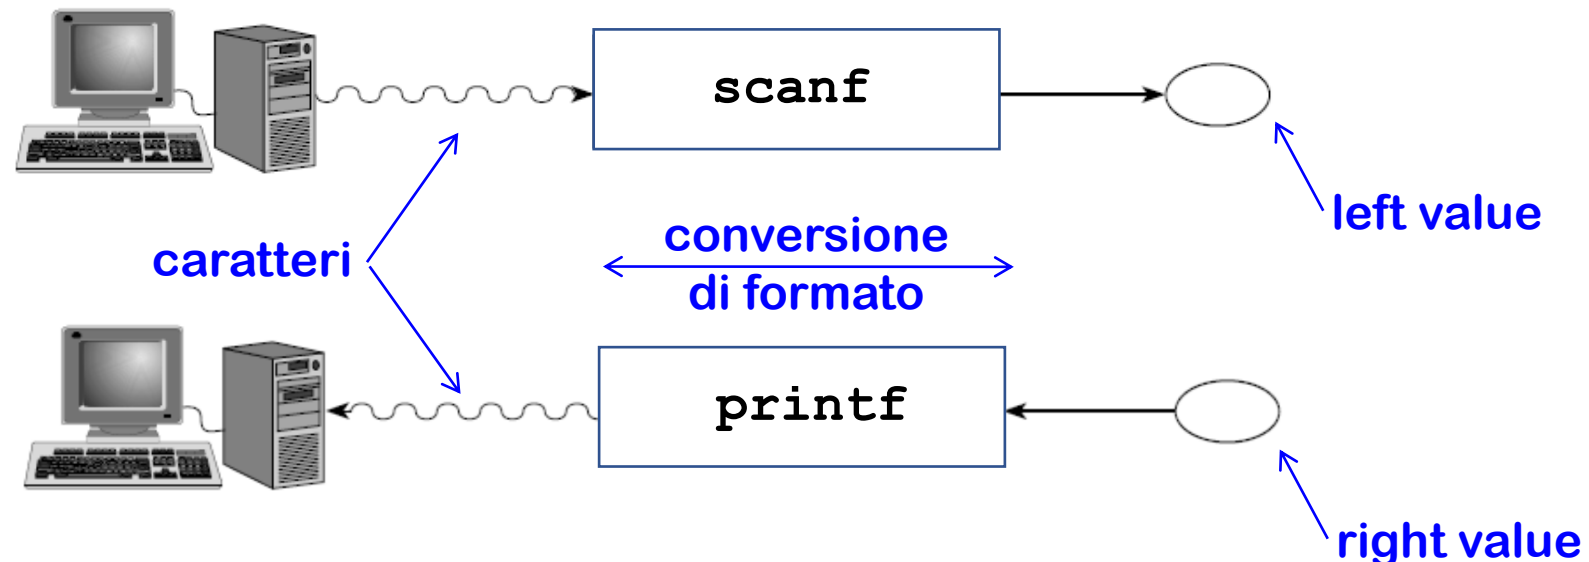 scanf
left value
caratteri
conversione
di formato
printf
right value